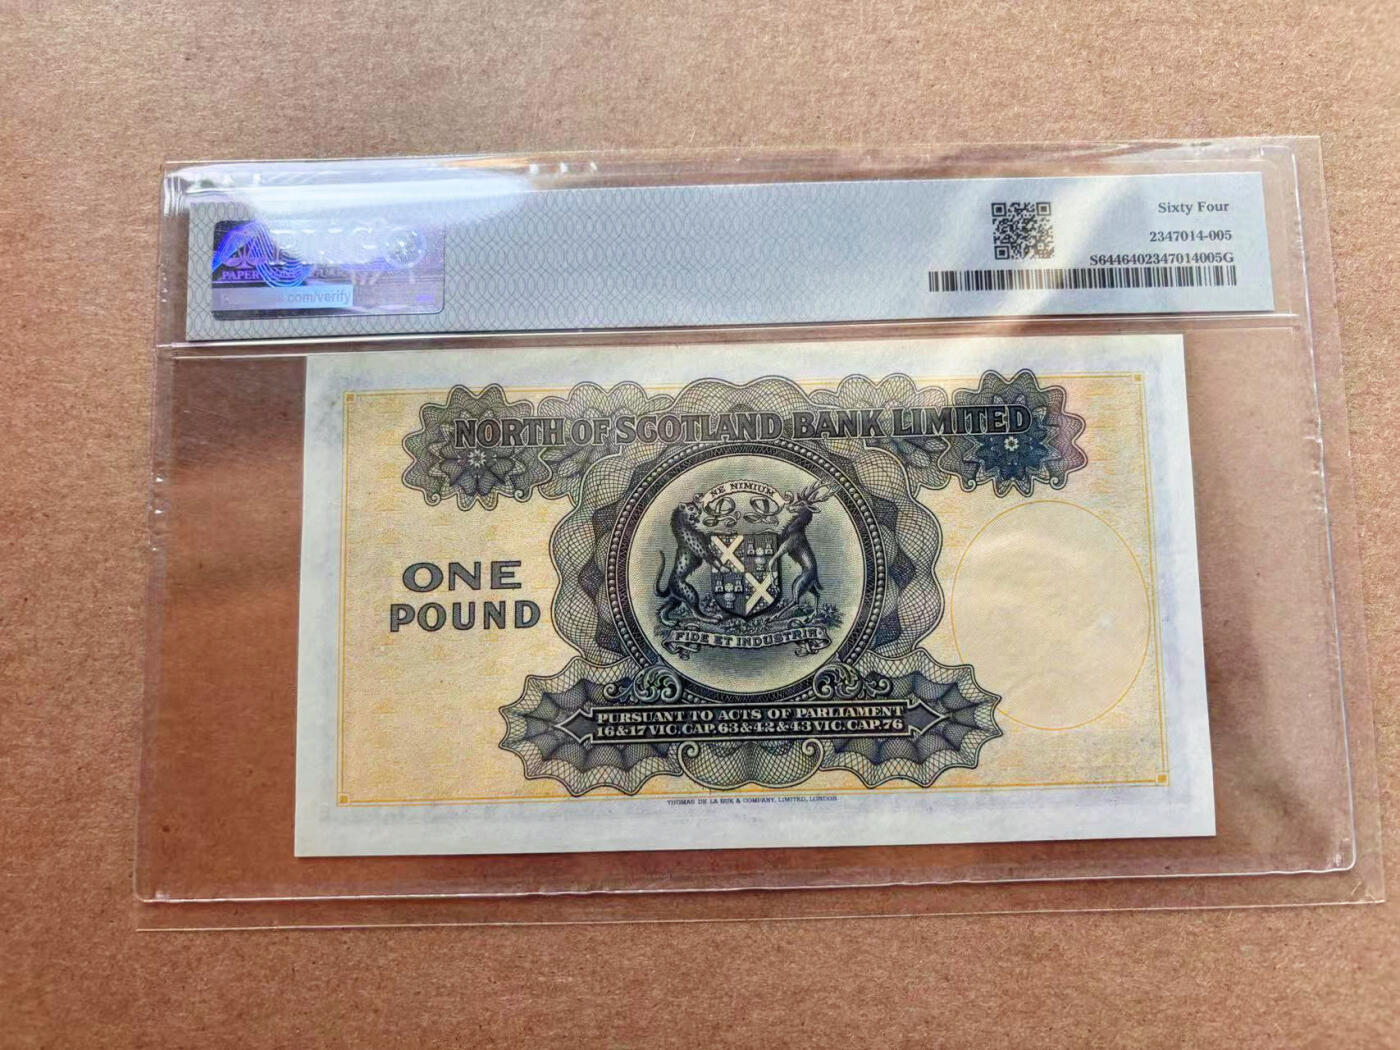 Sixty Four
2347014-005
S6446402347014005G
PAPER
.com/verify
NORTH OF SCOTLAND BANK LIMITED
NE NIMIUM
ONE
POUND
FIDE ET INDUSTRIA
PURSUANT TO ACTS OF PARLIAMENT
16&17 VIC. CAP. 63&42&43 VIC. CAP. 76
THOMAS DE LA RUE & COMPANY, LIMITED, LONDON